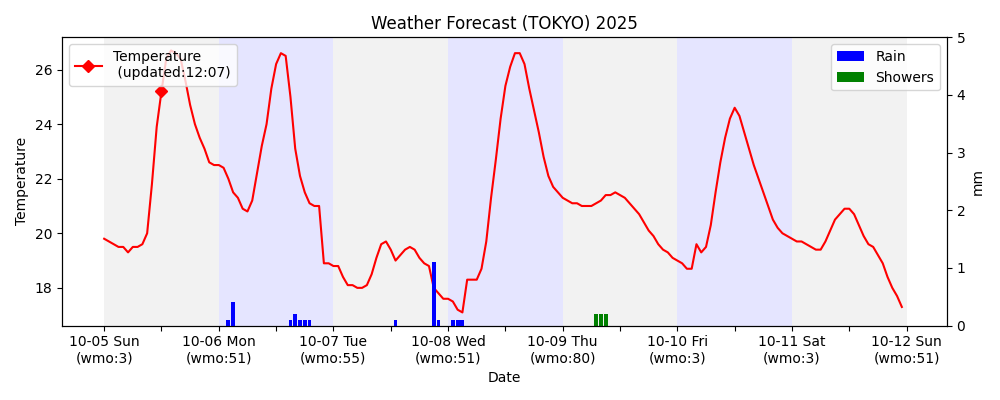 Weather Forecast (TOKYO) 2025
Temperature
(updated:12:07)
Rain
Showers
26
24
22
20
18
Temperature
5
4
3
2
1
0
mm
10-05 Sun 10-06 Mon 10-07 Tue 10-08 Wed 10-09 Thu 10-10 Fri 10-11 Sat 10-12 Sun
(wmo:3) (wmo:51) (wmo:55) (wmo:51) (wmo:80) (wmo:3) (wmo:3) (wmo:51)
Date